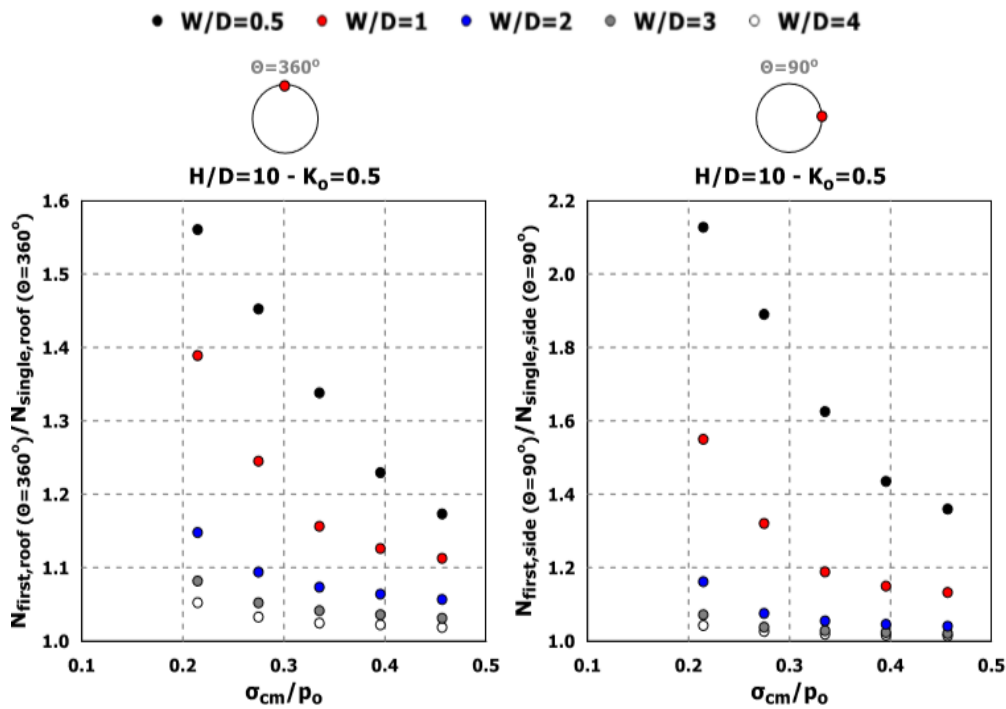 W/D=0.5 W/D=1 W/D=2 W/D=3 W/D=4
Θ=360° Θ=90°
H/D=10 - Ko=0.5 H/D=10 - Ko=0.5
Nfirst,roof (Θ=360°)/Nsingle,roof (Θ=360°)
1.6
1.5
1.4
1.3
1.2
1.1
1.0
0.1 0.2 0.3 0.4 0.5
σcm/po
Nfirst,side (Θ=90°)/Nsingle,side (Θ=90°)
2.2
2.0
1.8
1.6
1.4
1.2
1.0
0.1 0.2 0.3 0.4 0.5
σcm/po